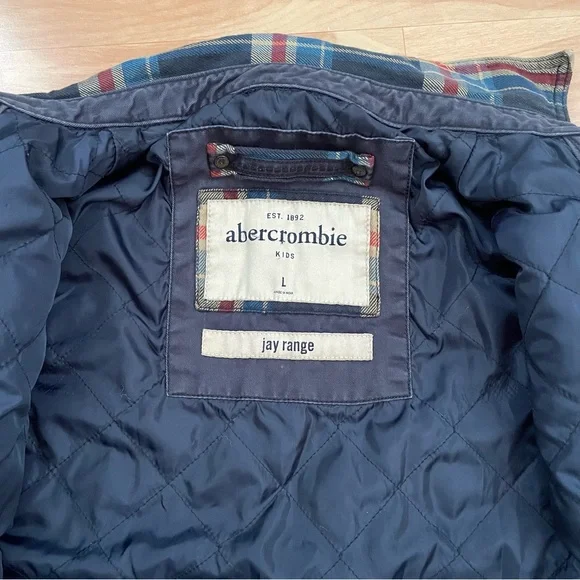 EST. 1892
abercrombie
KIDS
L
jay range